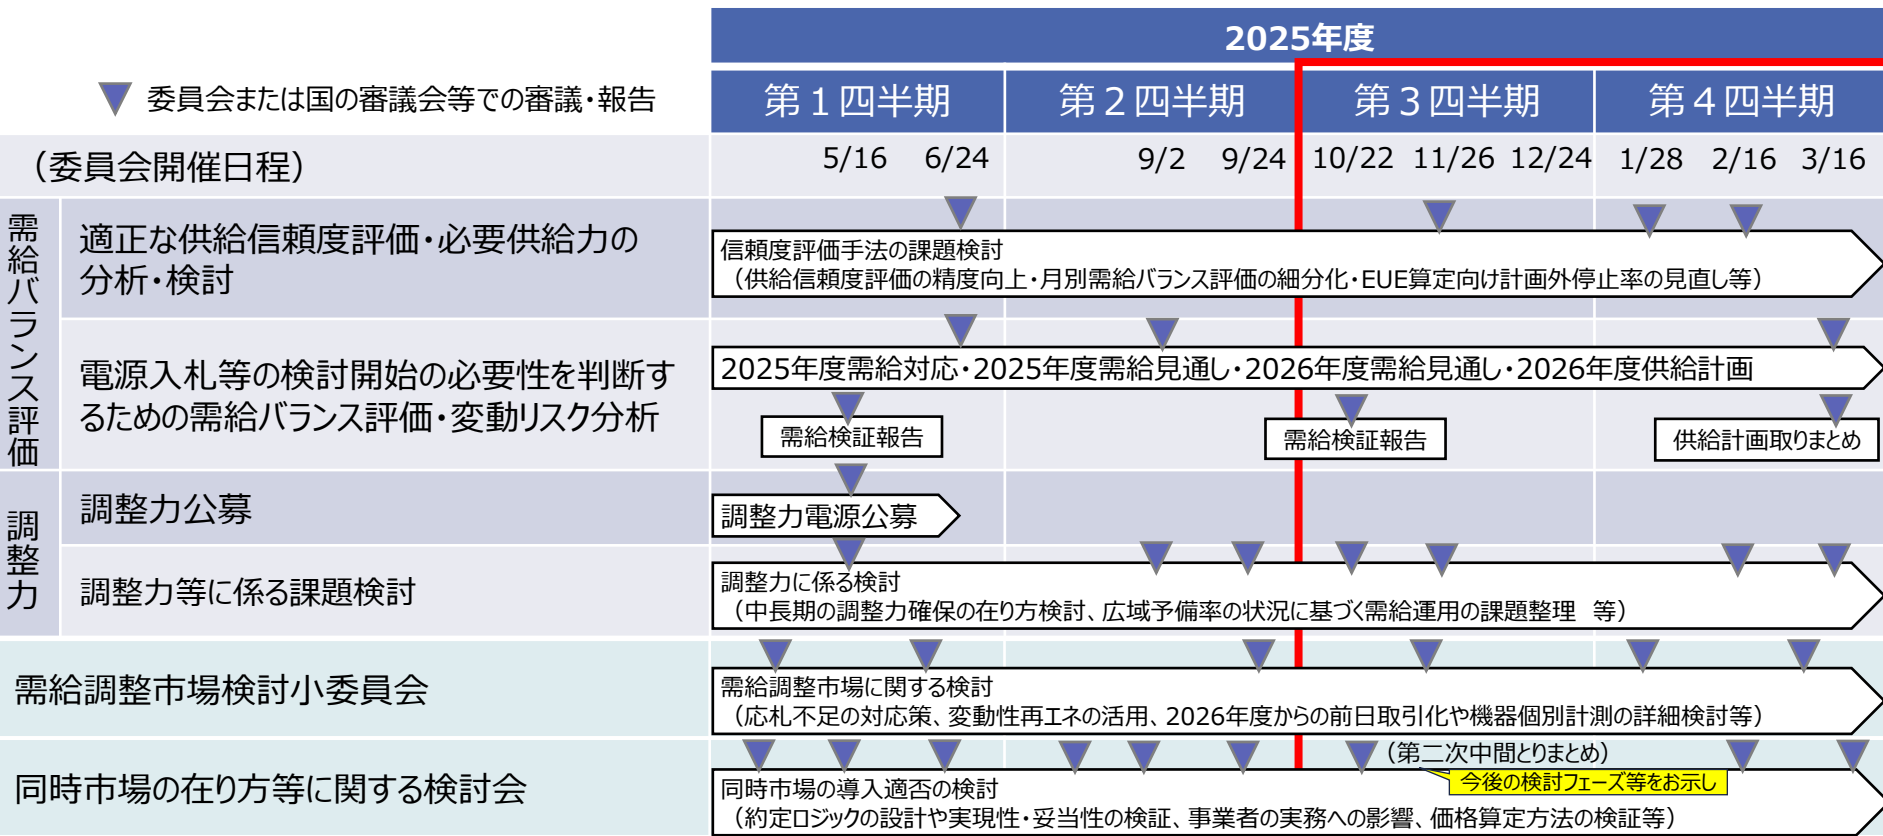 2025年度
委員会または国の審議会等での審議・報告
第1四半期 第2四半期 第3四半期 第4四半期
（委員会開催日程） 5/16 6/24 9/2 9/24 10/22 11/26 12/24 1/28 2/16 3/16
需給バランス評価
適正な供給信頼度評価・必要供給力の
分析・検討
信頼度評価手法の課題検討
（供給信頼度評価の精度向上・月別需給バランス評価の細分化・EUE算定向け計画外停止率の見直し等）
電源入札等の検討開始の必要性を判断す
るための需給バランス評価・変動リスク分析
2025年度需給対応・2025年度需給見通し・2026年度需給見通し・2026年度供給計画
需給検証報告 需給検証報告 供給計画取りまとめ
調整力
調整力公募
調整力電源公募
調整力等に係る課題検討
調整力に係る検討
（中長期の調整力確保の在り方検討、広域予備率の状況に基づく需給運用の課題整理 等）
需給調整市場検討小委員会
需給調整市場に関する検討
（応札不足の対応策、変動性再エネの活用、2026年度からの前日取引化や機器個別計測の詳細検討等）
同時市場の在り方等に関する検討会
（第二次中間とりまとめ）
今後の検討フェーズ等をお示し
同時市場の導入適否の検討
（約定ロジックの設計や実現性・妥当性の検証、事業者の実務への影響、価格算定方法の検証等）